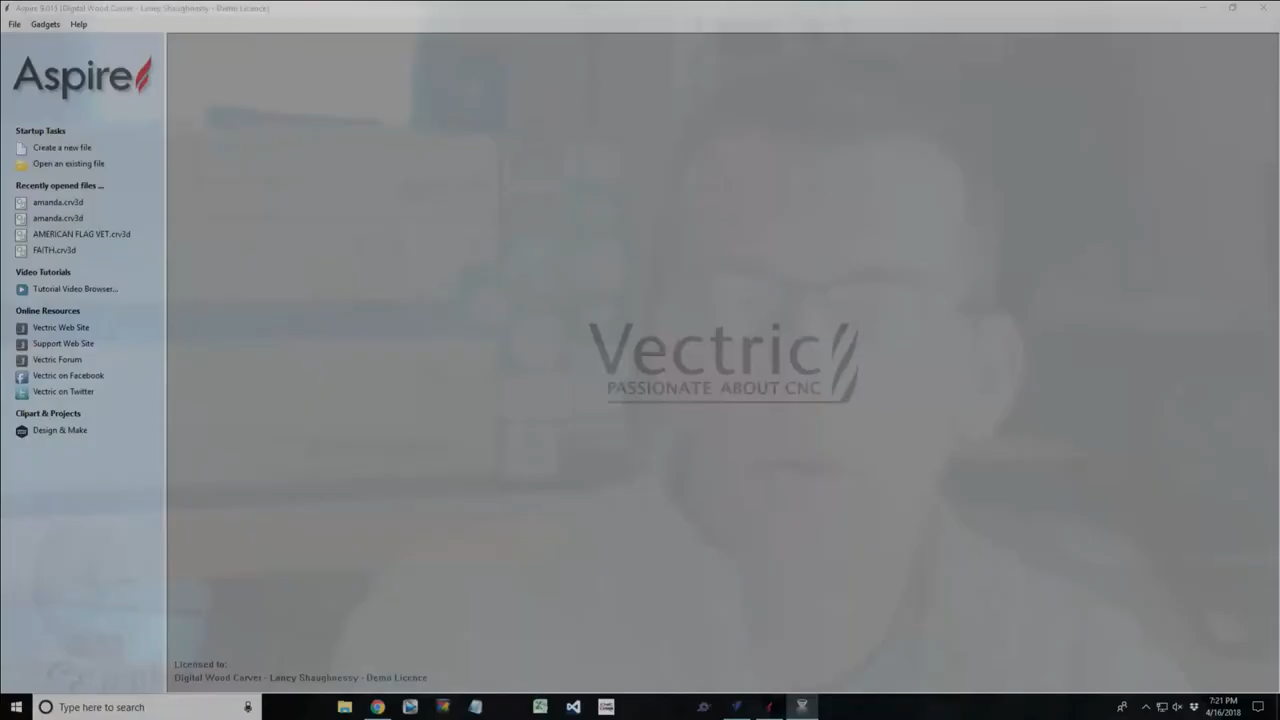 Aspire 9.015 (Digital Wood Carver - Laney Shaughnessy - Demo Licence)
File Gadgets Help
Aspire
Startup Tasks
Create a new file
Open an existing file
Recently opened files ...
amanda.crv3d
amanda.crv3d
AMERICAN FLAG VET.crv3d
FAITH.crv3d
Video Tutorials
Tutorial Video Browser...
Online Resources
Vectric Web Site
Support Web Site
Vectric Forum
Vectric on Facebook
Vectric on Twitter
Clipart & Projects
Design & Make
Vectric
PASSIONATE ABOUT CNC
Licensed to:
Digital Wood Carver - Laney Shaughnessy - Demo Licence
Type here to search
7:21 PM
4/16/2018